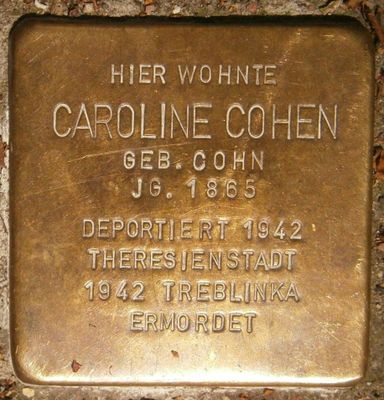 HIER WOHNTE
CAROLINE COHEN
GEB. COHN
JG. 1865
DEPORTIERT 1942
THERESIENSTADT
1942 TREBLINKA
ERMORDET